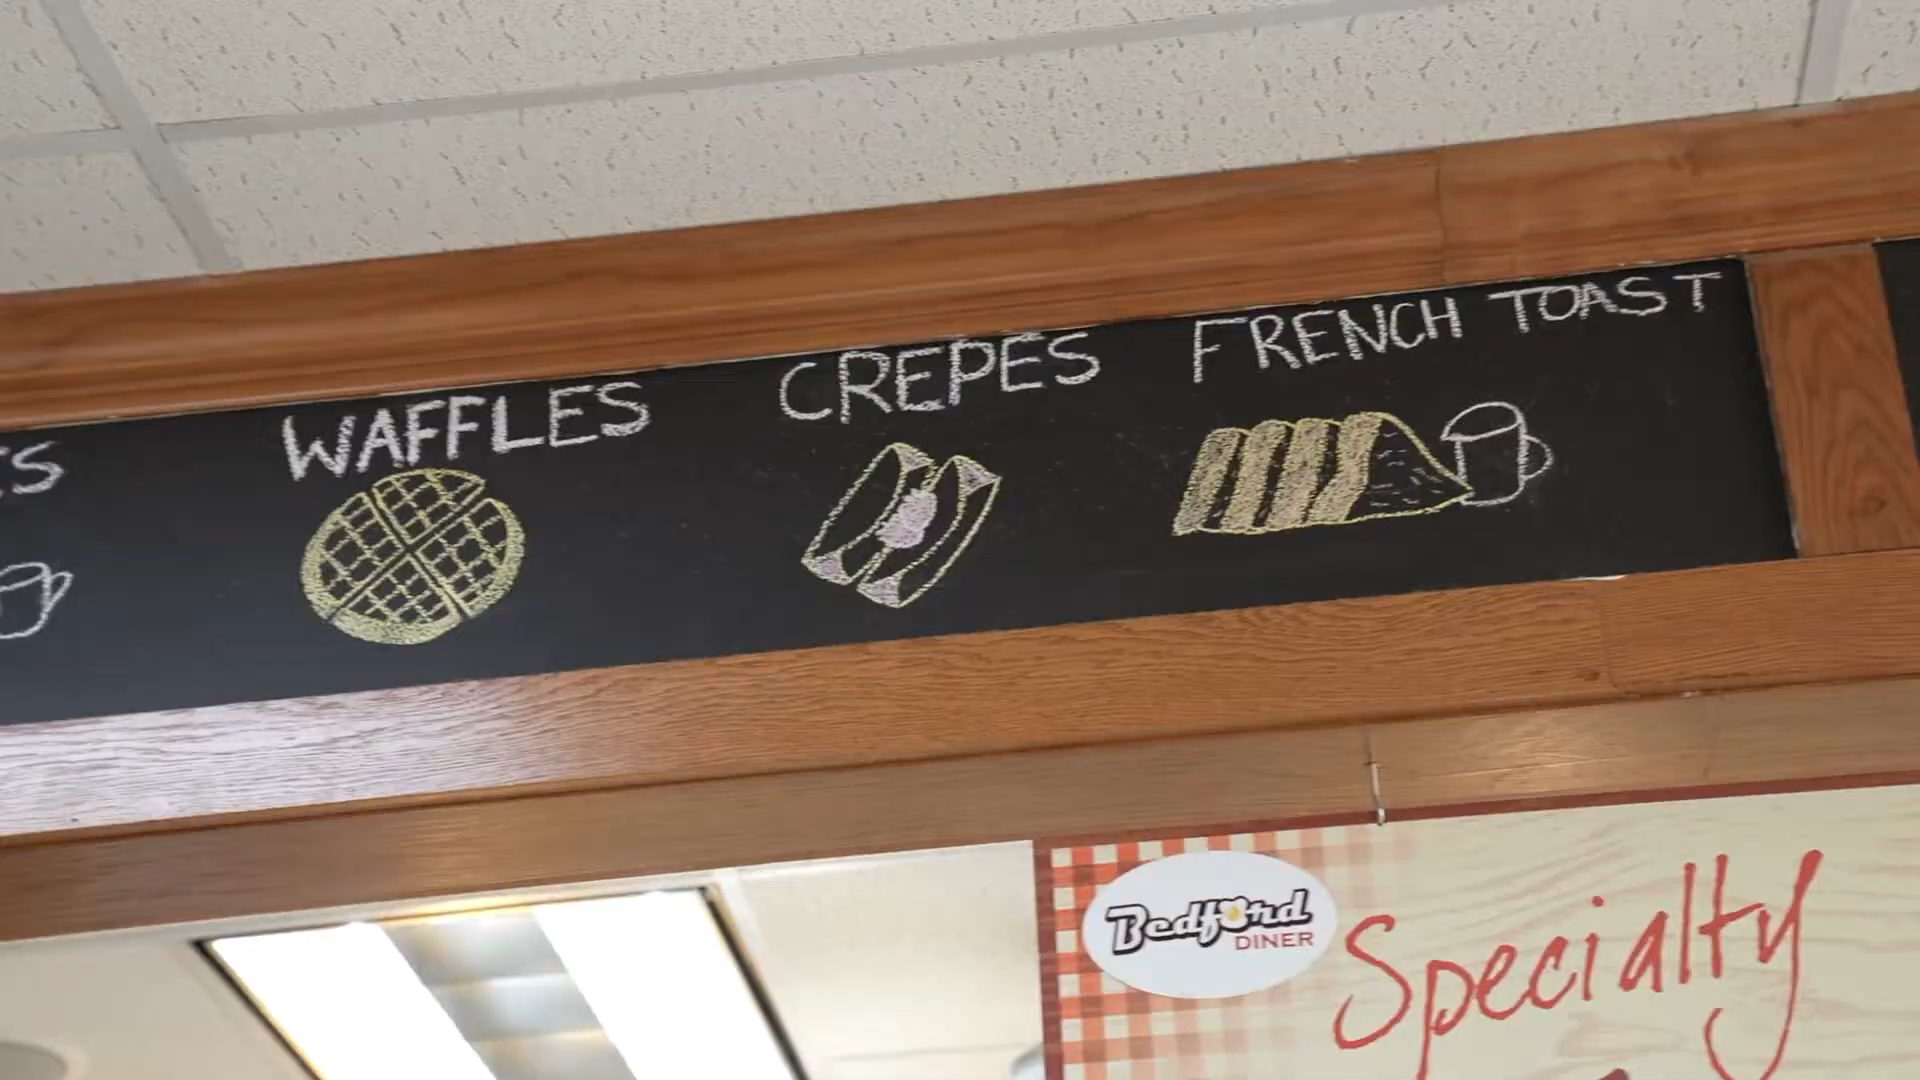 WAFFLES
CREPES
FRENCH TOAST
Bedford
DINER
Specialty